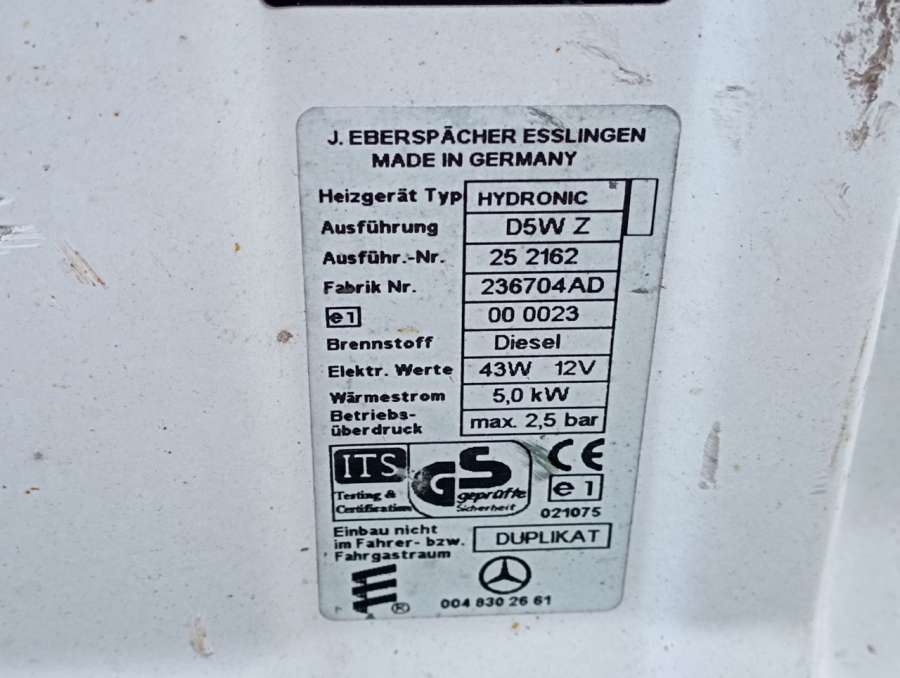 J. EBERSPÄCHER ESSLINGEN
MADE IN GERMANY
Heizgerät Typ HYDRONIC
Ausführung D5W Z
Ausführ.-Nr. 25 2162
Fabrik Nr. 236704AD
e1 00 0023
Brennstoff Diesel
Elektr. Werte 43W 12V
Wärmestrom 5,0 kW
Betriebs-
überdruck max. 2,5 bar
ITS
Testing &
Certification
GS
geprüfte
Sicherheit
CE
e 1
021075
Einbau nicht
im Fahrer- bzw.
Fahrgastraum
DUPLIKAT
®
004 830 26 61